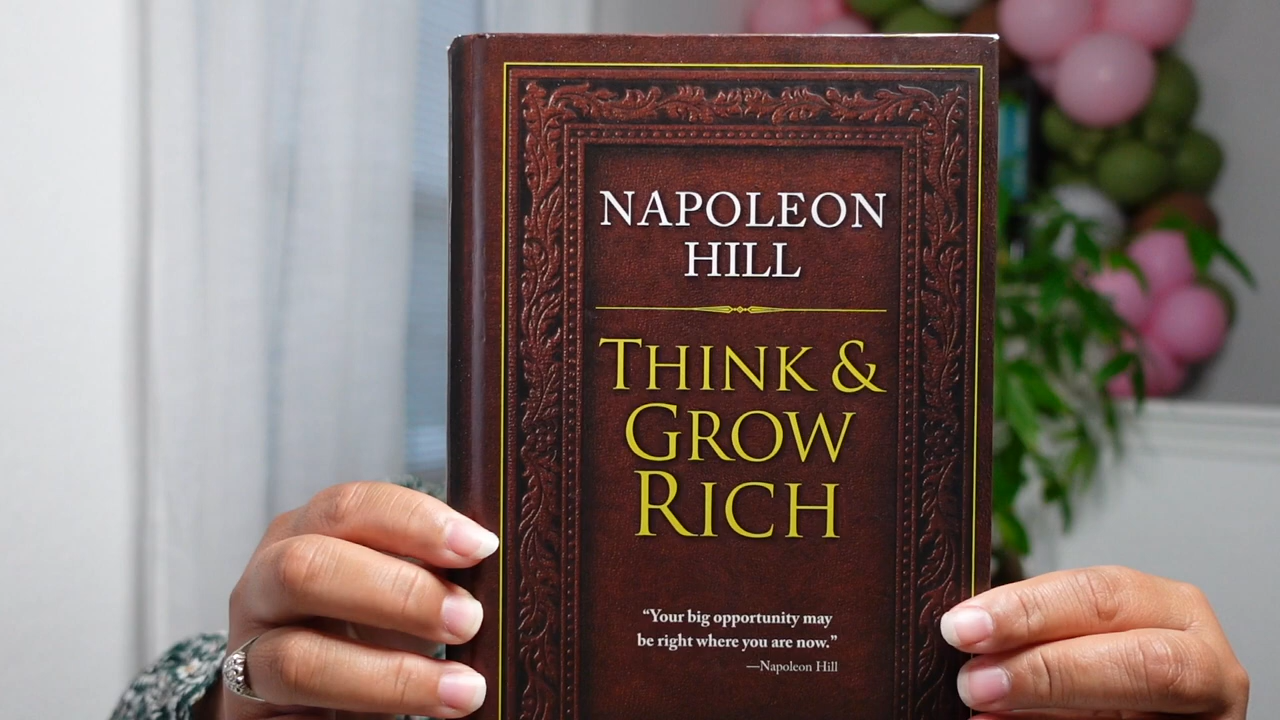 NAPOLEON
HILL
THINK &
GROW
RICH
“Your big opportunity may
be right where you are now.”
—Napoleon Hill